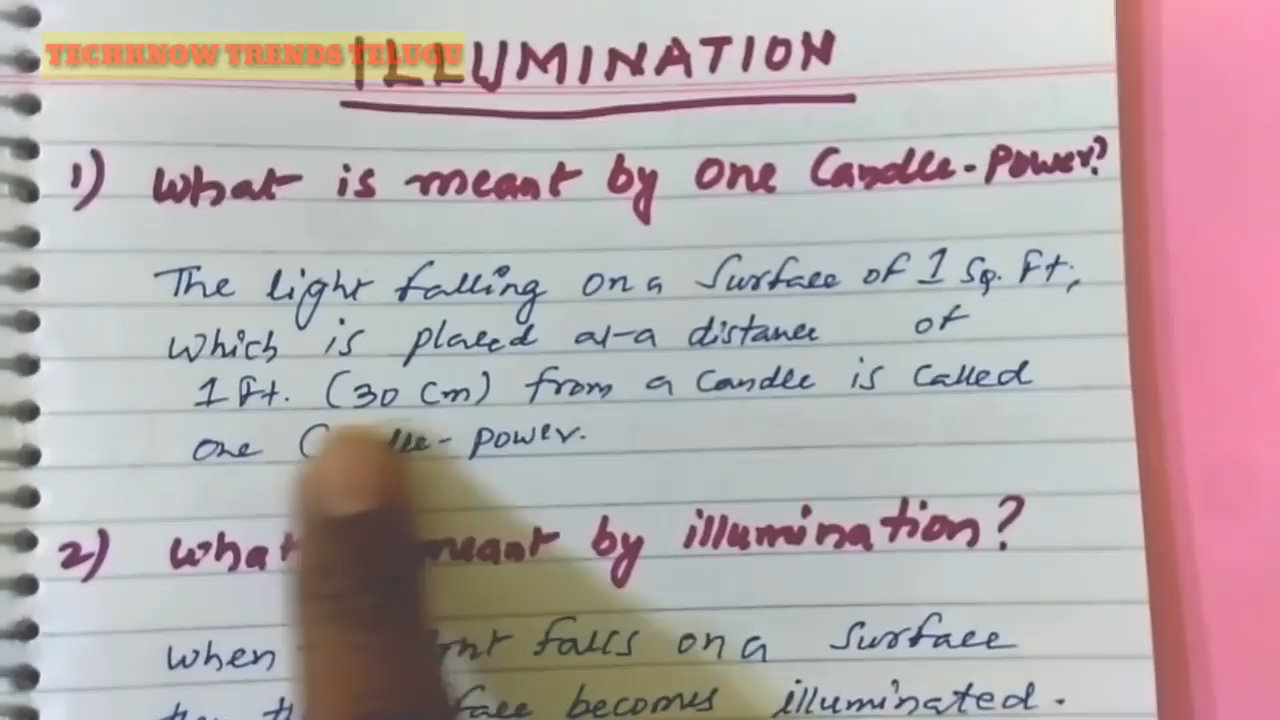 TECHKNOW TRENDS TELUGU
ILLUMINATION
1) What is meant by one Candle-Power?
The light falling on a Surface of 1 Sq. Ft,
which is placed at-a distance of
1 Ft. (30 Cm) from a Candle is Called
one power.
2) meant by illumination?
When falls on a Surface
becomes illuminated.